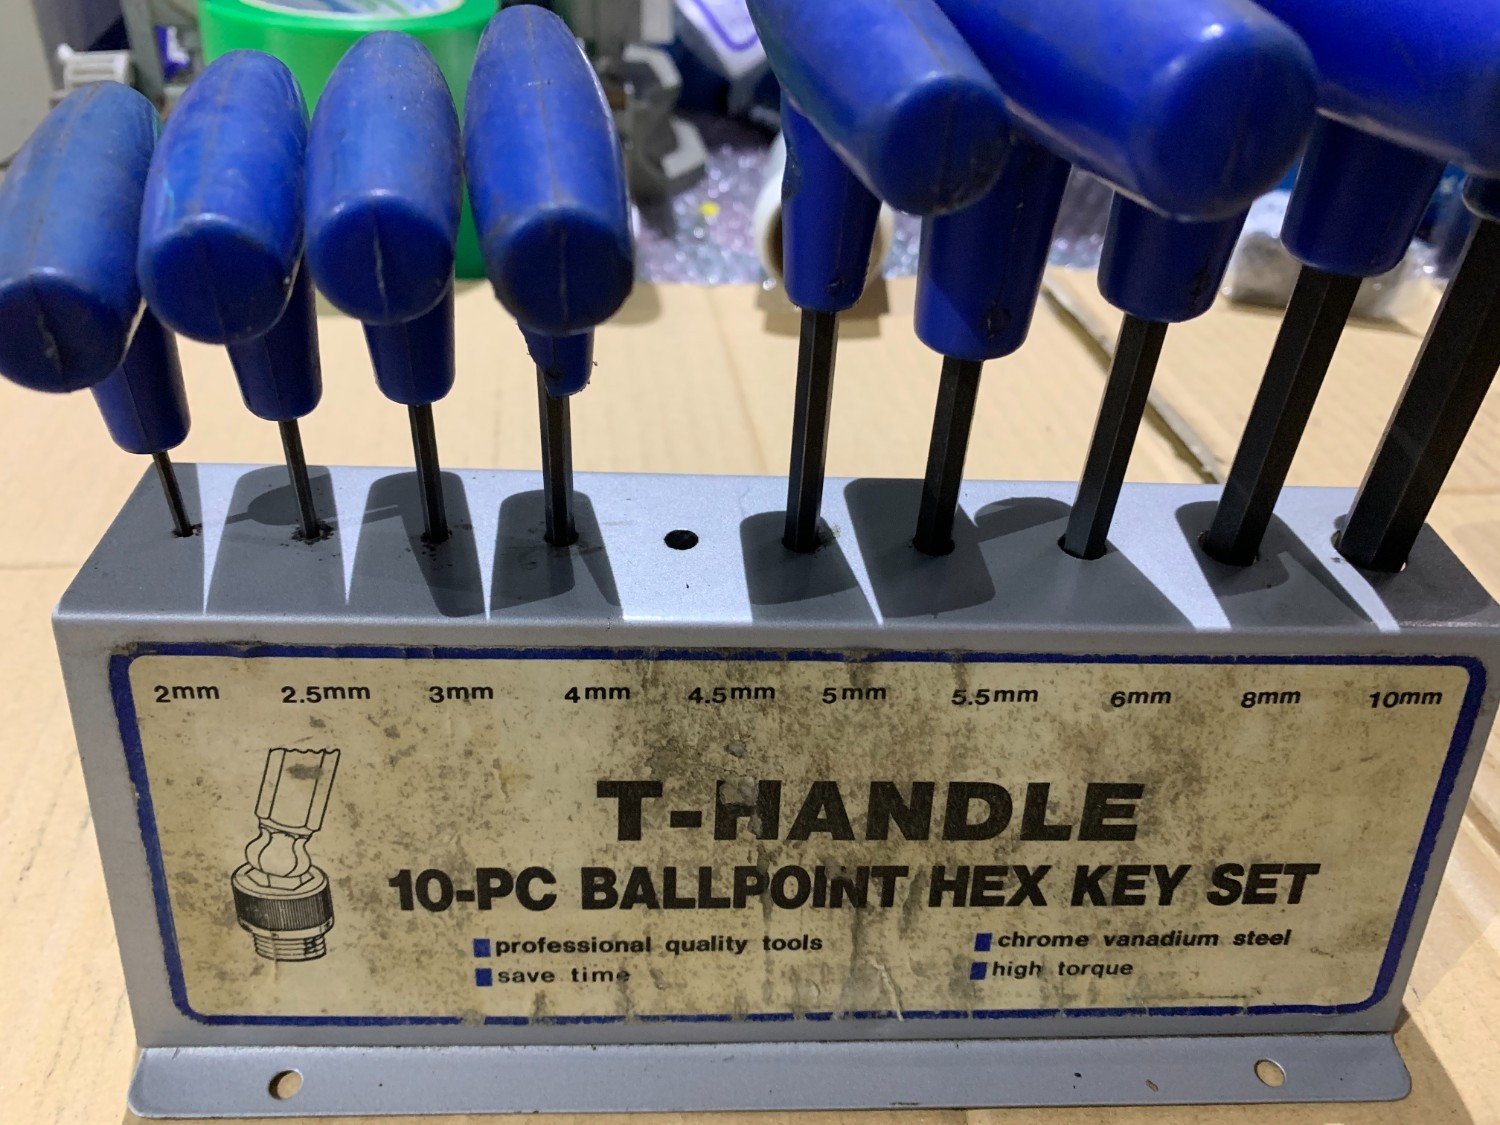 2mm 2.5mm 3mm 4mm 4.5mm 5mm 5.5mm 6mm 8mm 10mm
T-HANDLE
10-PC BALLPOINT HEX KEY SET
professional quality tools chrome vanadium steel
save time high torque